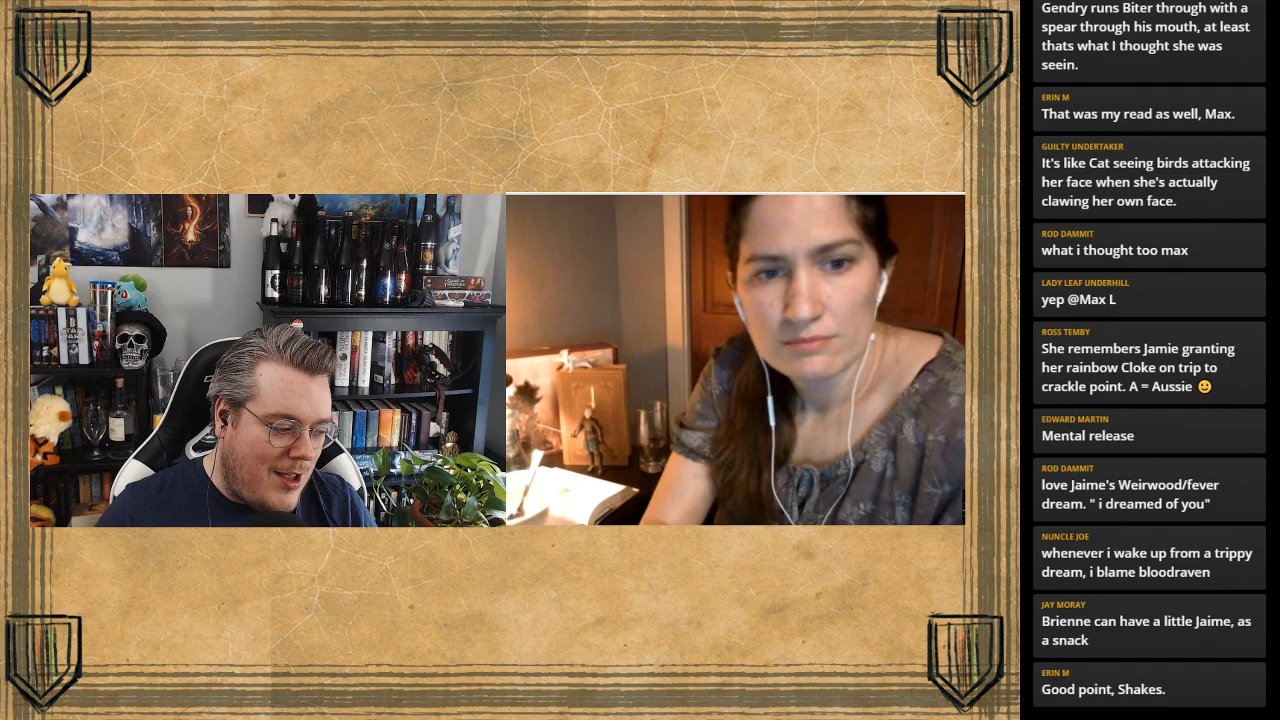 Gendry runs Biter through with a
spear through his mouth, at least
thats what I thought she was
seein.
ERIN M
That was my read as well, Max.
GUILTY UNDERTAKER
It's like Cat seeing birds attacking
her face when she's actually
clawing her own face.
ROD DAMMIT
what i thought too max
LADY LEAF UNDERHILL
yep @Max L
ROSS TEMBY
She remembers Jamie granting
her rainbow Cloke on trip to
crackle point. A = Aussie 🙂
EDWARD MARTIN
Mental release
ROD DAMMIT
love Jaime's Weirwood/fever
dream. " i dreamed of you"
NUNCLE JOE
whenever i wake up from a trippy
dream, i blame bloodraven
JAY MORAY
Brienne can have a little Jaime, as
a snack
ERIN M
Good point, Shakes.